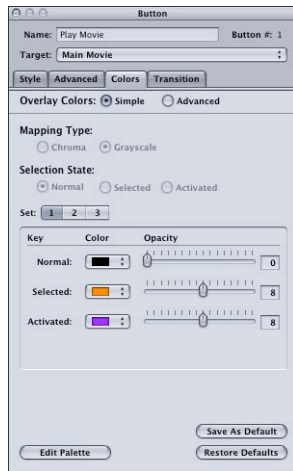 Button
Name: Play Movie Button #: 1
Target: Main Movie
Style Advanced Colors Transition
Overlay Colors: Simple Advanced
Mapping Type:
Chroma Grayscale
Selection State:
Normal Selected Activated
Set: 1 2 3
Key Color Opacity
Normal: 0
Selected: 8
Activated: 8
Save As Default
Edit Palette Restore Defaults